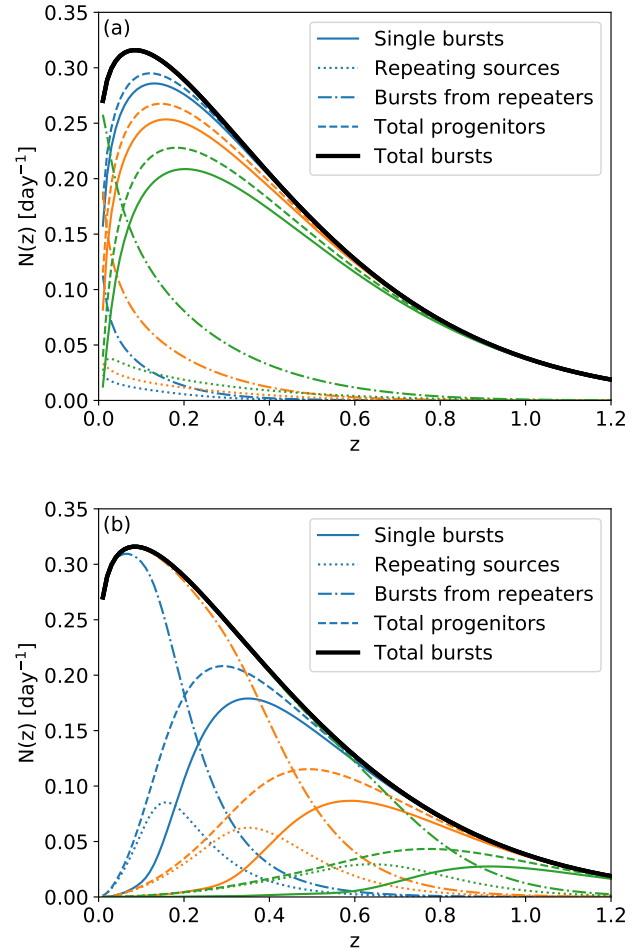 (a)
Single bursts
Repeating sources
Bursts from repeaters
Total progenitors
Total bursts
N(z) [day⁻¹]
0.35
0.30
0.25
0.20
0.15
0.10
0.05
0.00
0.0 0.2 0.4 0.6 0.8 1.0 1.2
z
(b)
Single bursts
Repeating sources
Bursts from repeaters
Total progenitors
Total bursts
N(z) [day⁻¹]
0.35
0.30
0.25
0.20
0.15
0.10
0.05
0.00
0.0 0.2 0.4 0.6 0.8 1.0 1.2
z